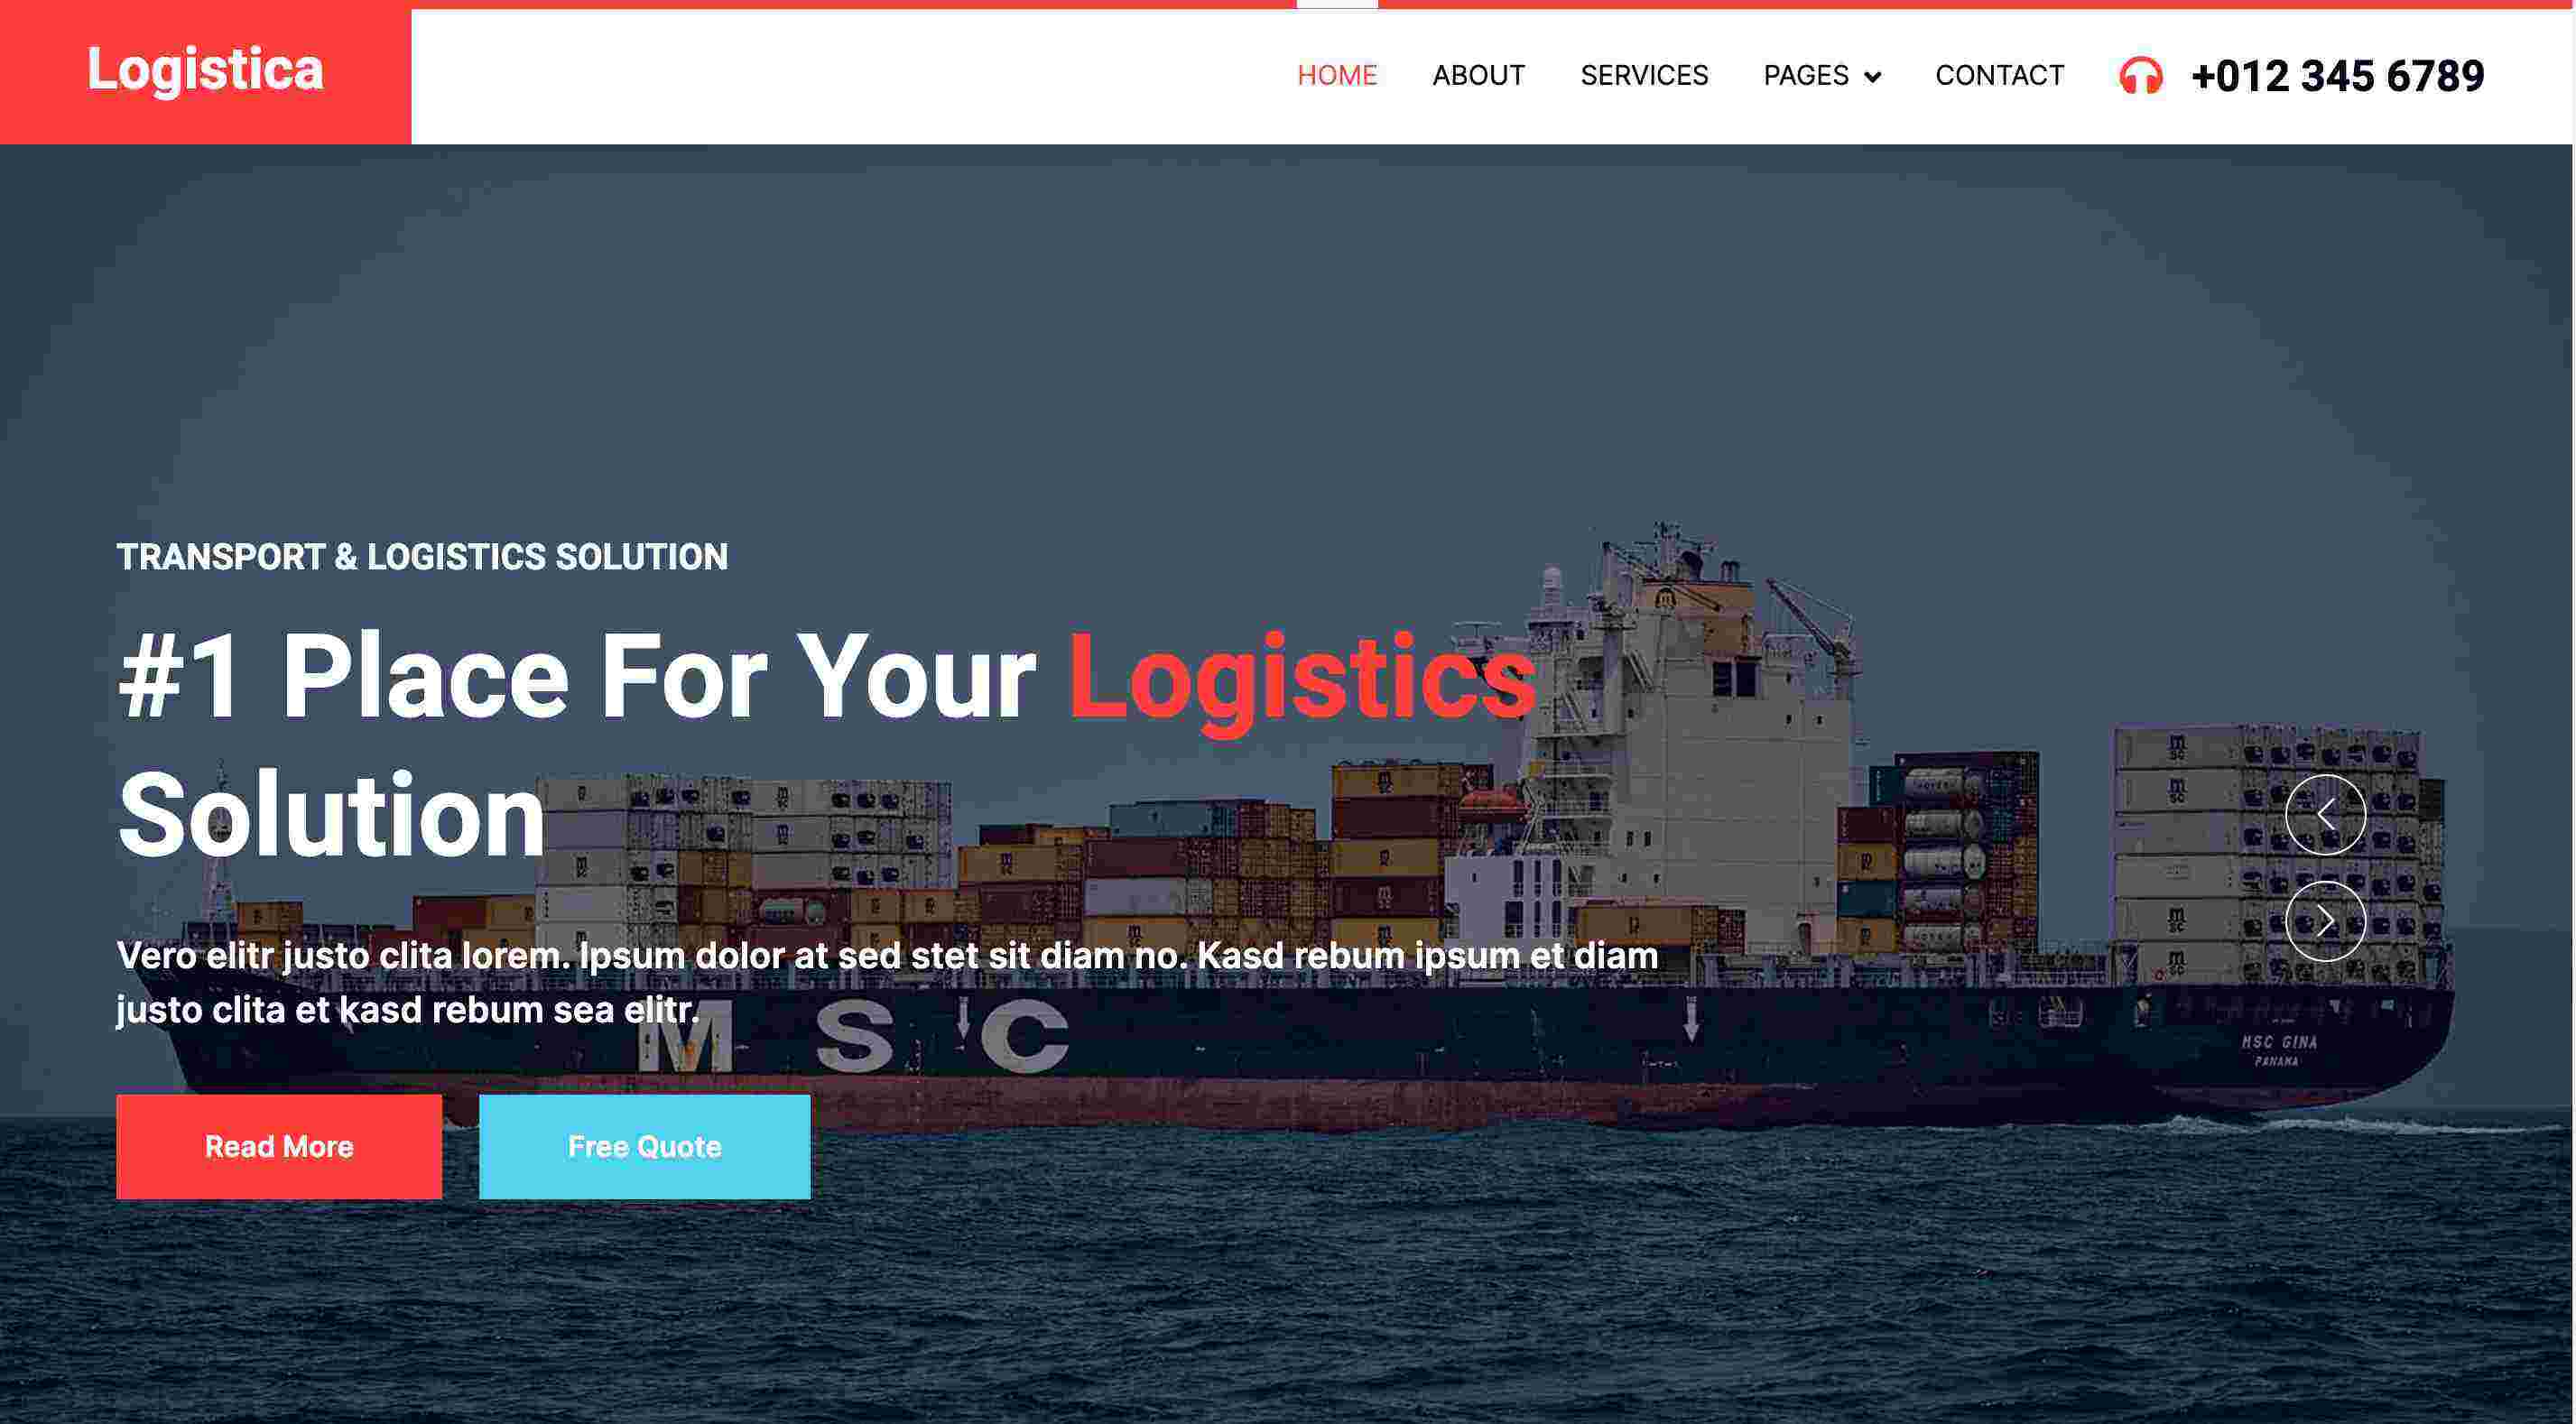 Logistica
HOME ABOUT SERVICES PAGES CONTACT +012 345 6789
TRANSPORT & LOGISTICS SOLUTION
#1 Place For Your Logistics
Solution
Vero elitr justo clita lorem. Ipsum dolor at sed stet sit diam no. Kasd rebum ipsum et diam
justo clita et kasd rebum sea elitr.
M S C
MSC GINA
PANAMA
Read More Free Quote